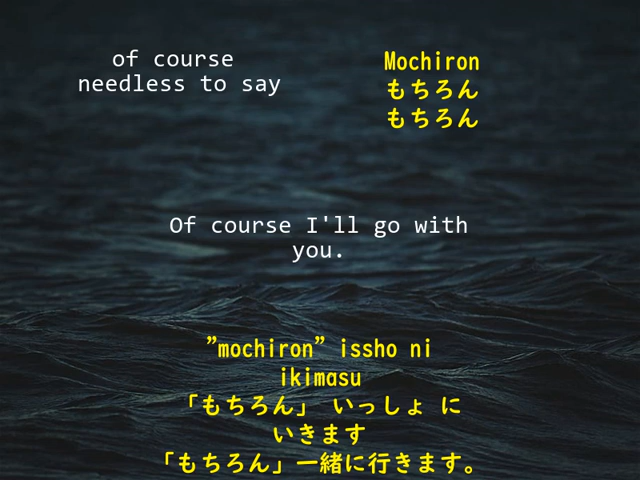 of course
needless to say
Mochiron
もちろん
もちろん
Of course I'll go with
you.
”mochiron” issho ni
ikimasu
「もちろん」 いっしょ に
いきます
「もちろん」一緒に行きます。